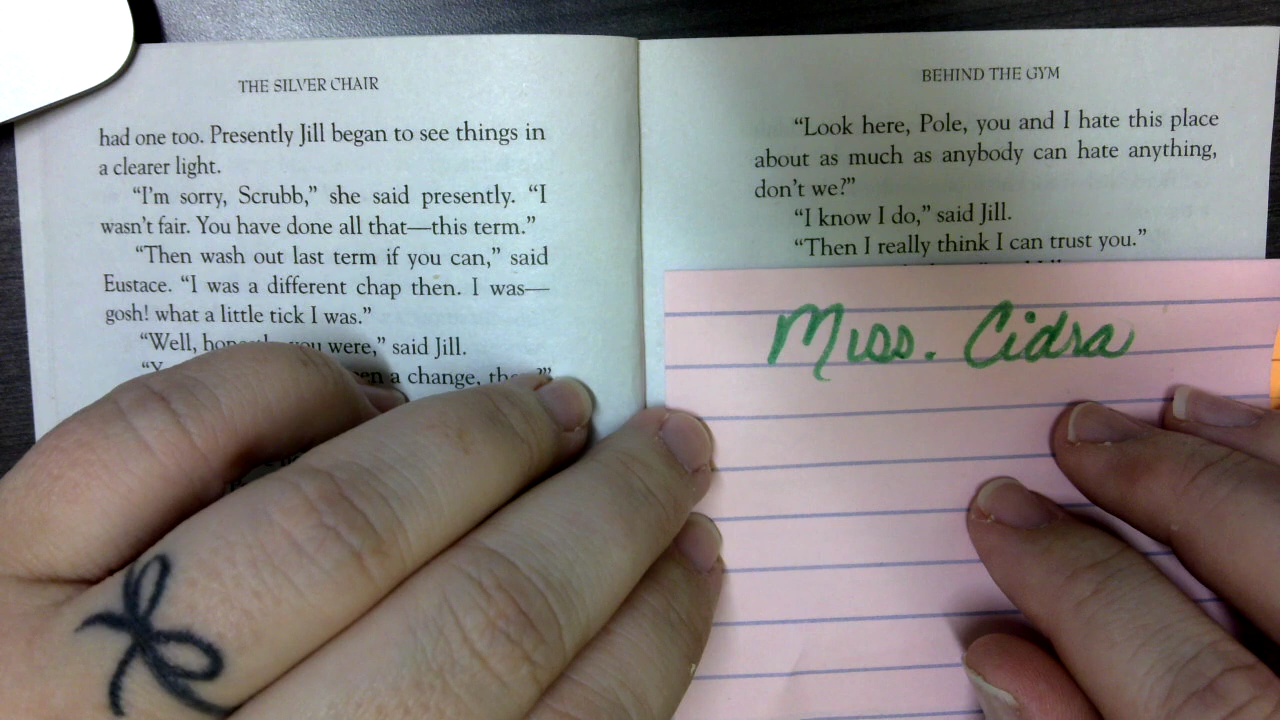 THE SILVER CHAIR
had one too. Presently Jill began to see things in
a clearer light.
"I'm sorry, Scrubb," she said presently. "I
wasn't fair. You have done all that—this term."
"Then wash out last term if you can," said
Eustace. "I was a different chap then. I was—
gosh! what a little tick I was."
"Well, you were," said Jill.
a change,
BEHIND THE GYM
"Look here, Pole, you and I hate this place
about as much as anybody can hate anything,
don't we?"
"I know I do," said Jill.
"Then I really think I can trust you."
Miss. Cidra